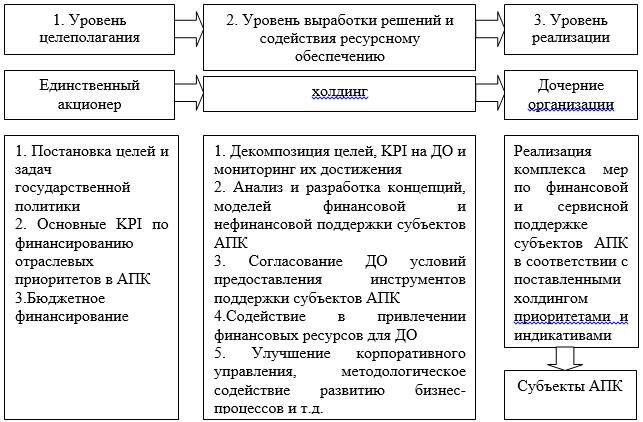 1. Уровень
целеполагания
2. Уровень выработки решений и
содействия ресурсному
обеспечению
3. Уровень
реализации
Единственный
акционер
холдинг
Дочерние
организации
1. Постановка целей и
задач
государственной
политики
2. Основные KPI по
финансированию
отраслевых
приоритетов в АПК
3.Бюджетное
финансирование
1. Декомпозиция целей, KPI на ДО и
мониторинг их достижения
2. Анализ и разработка концепций,
моделей финансовой и
нефинансовой поддержки субъектов
АПК
3. Согласование ДО условий
предоставления инструментов
поддержки субъектов АПК
4.Содействие в привлечении
финансовых ресурсов для ДО
5. Улучшение корпоративного
управления, методологическое
содействие развитию бизнес-
процессов и т.д.
Реализация
комплекса мер
по финансовой
и сервисной
поддержке
субъектов АПК
в соответствии с
поставленными
холдингом
приоритетами и
индикативами
Субъекты АПК